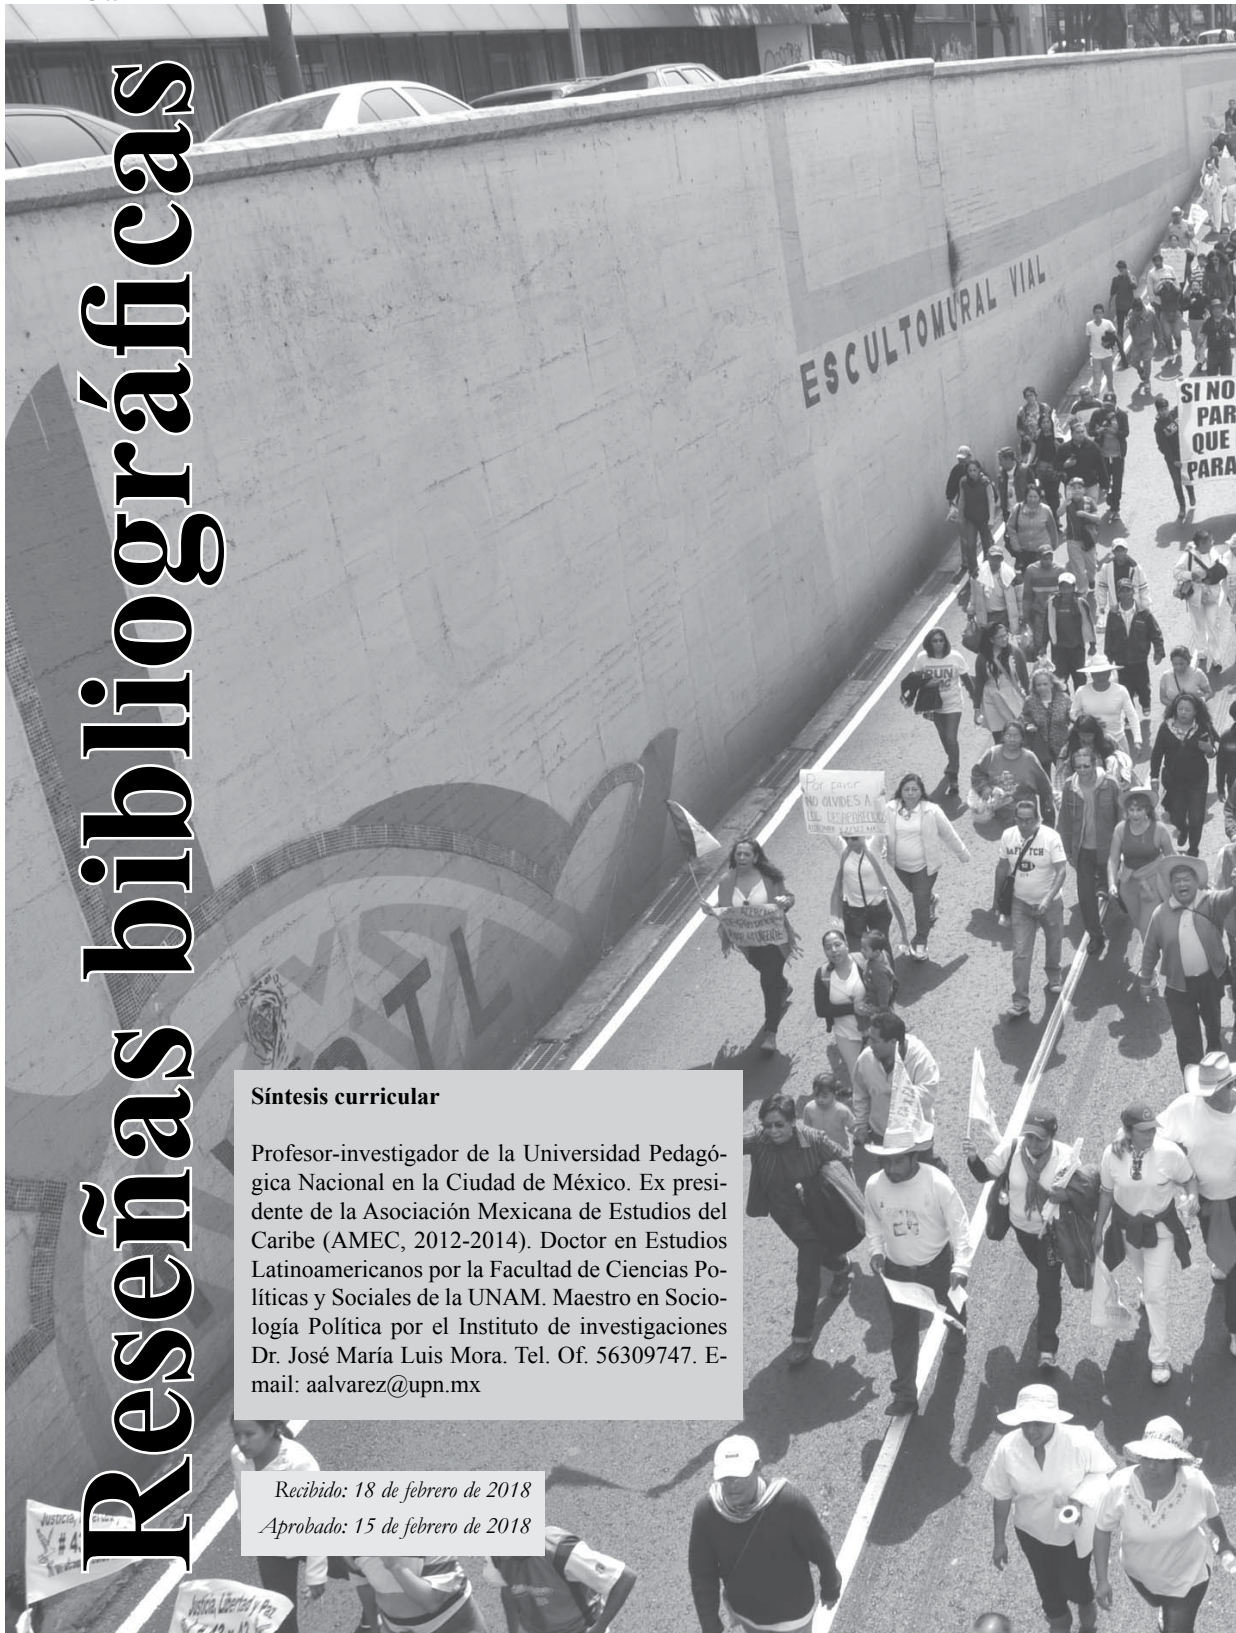 Reseñas bibliográficas
ESCULTOMURAL VIAL
SI NO
PAR
QUE
PARA
RUN
Por favor
NO OLVIDES A
LOS DESAPARECIDOS
Síntesis curricular
Profesor-investigador de la Universidad Pedagó-
gica Nacional en la Ciudad de México. Ex presi-
dente de la Asociación Mexicana de Estudios del
Caribe (AMEC, 2012-2014). Doctor en Estudios
Latinoamericanos por la Facultad de Ciencias Po-
líticas y Sociales de la UNAM. Maestro en Socio-
logía Política por el Instituto de investigaciones
Dr. José María Luis Mora. Tel. Of. 56309747. E-
mail: aalvarez@upn.mx
Recibido: 18 de febrero de 2018
Aprobado: 15 de febrero de 2018
Justicia,
# 43
Justicia, Libertad y Paz